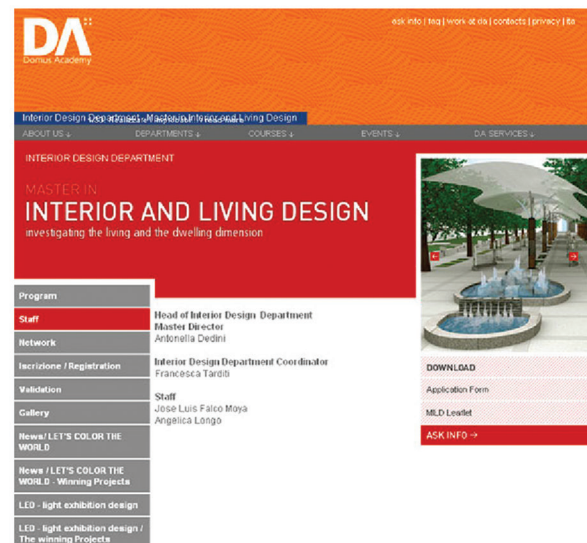 ask info | faq | work at da | contacts | privacy | ita
DA
Domus Academy
Interior Design Department - Master in Interior and Living Design
ABOUT US ↓ DEPARTMENTS ↓ COURSES ↓ EVENTS ↓ DA SERVICES ↓
INTERIOR DESIGN DEPARTMENT
MASTER IN
INTERIOR AND LIVING DESIGN
investigating the living and the dwelling dimension
Program
Staff
Network
Iscrizione / Registration
Validation
Gallery
News/ LET'S COLOR THE
WORLD
News / LET'S COLOR THE
WORLD - Winning Projects
LED - light exhibition design
LED - light exhibition design /
The winning Projects
Head of Interior Design Department
Master Director
Antonella Dedini
Interior Design Department Coordinator
Francesca Tarditi
Staff
Jose Luis Falco Moya
Angelica Longo
DOWNLOAD
Application Form
MLD Leaflet
ASK INFO →